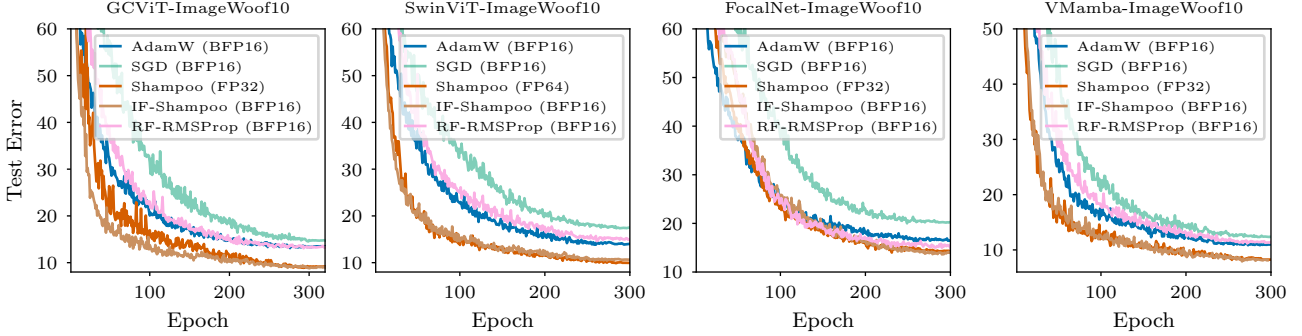 GCViT-ImageWoof10
SwinViT-ImageWoof10
FocalNet-ImageWoof10
VMamba-ImageWoof10
Test Error
60
50
40
30
20
10
AdamW (BFP16)
SGD (BFP16)
Shampoo (FP32)
IF-Shampoo (BFP16)
RF-RMSProp (BFP16)
100
200
300
Epoch
60
50
40
30
20
10
AdamW (BFP16)
SGD (BFP16)
Shampoo (FP64)
IF-Shampoo (BFP16)
RF-RMSProp (BFP16)
100
200
300
Epoch
60
50
40
30
20
10
AdamW (BFP16)
SGD (BFP16)
Shampoo (FP32)
IF-Shampoo (BFP16)
RF-RMSProp (BFP16)
100
200
300
Epoch
50
40
30
20
10
AdamW (BFP16)
SGD (BFP16)
Shampoo (FP32)
IF-Shampoo (BFP16)
RF-RMSProp (BFP16)
100
200
300
Epoch